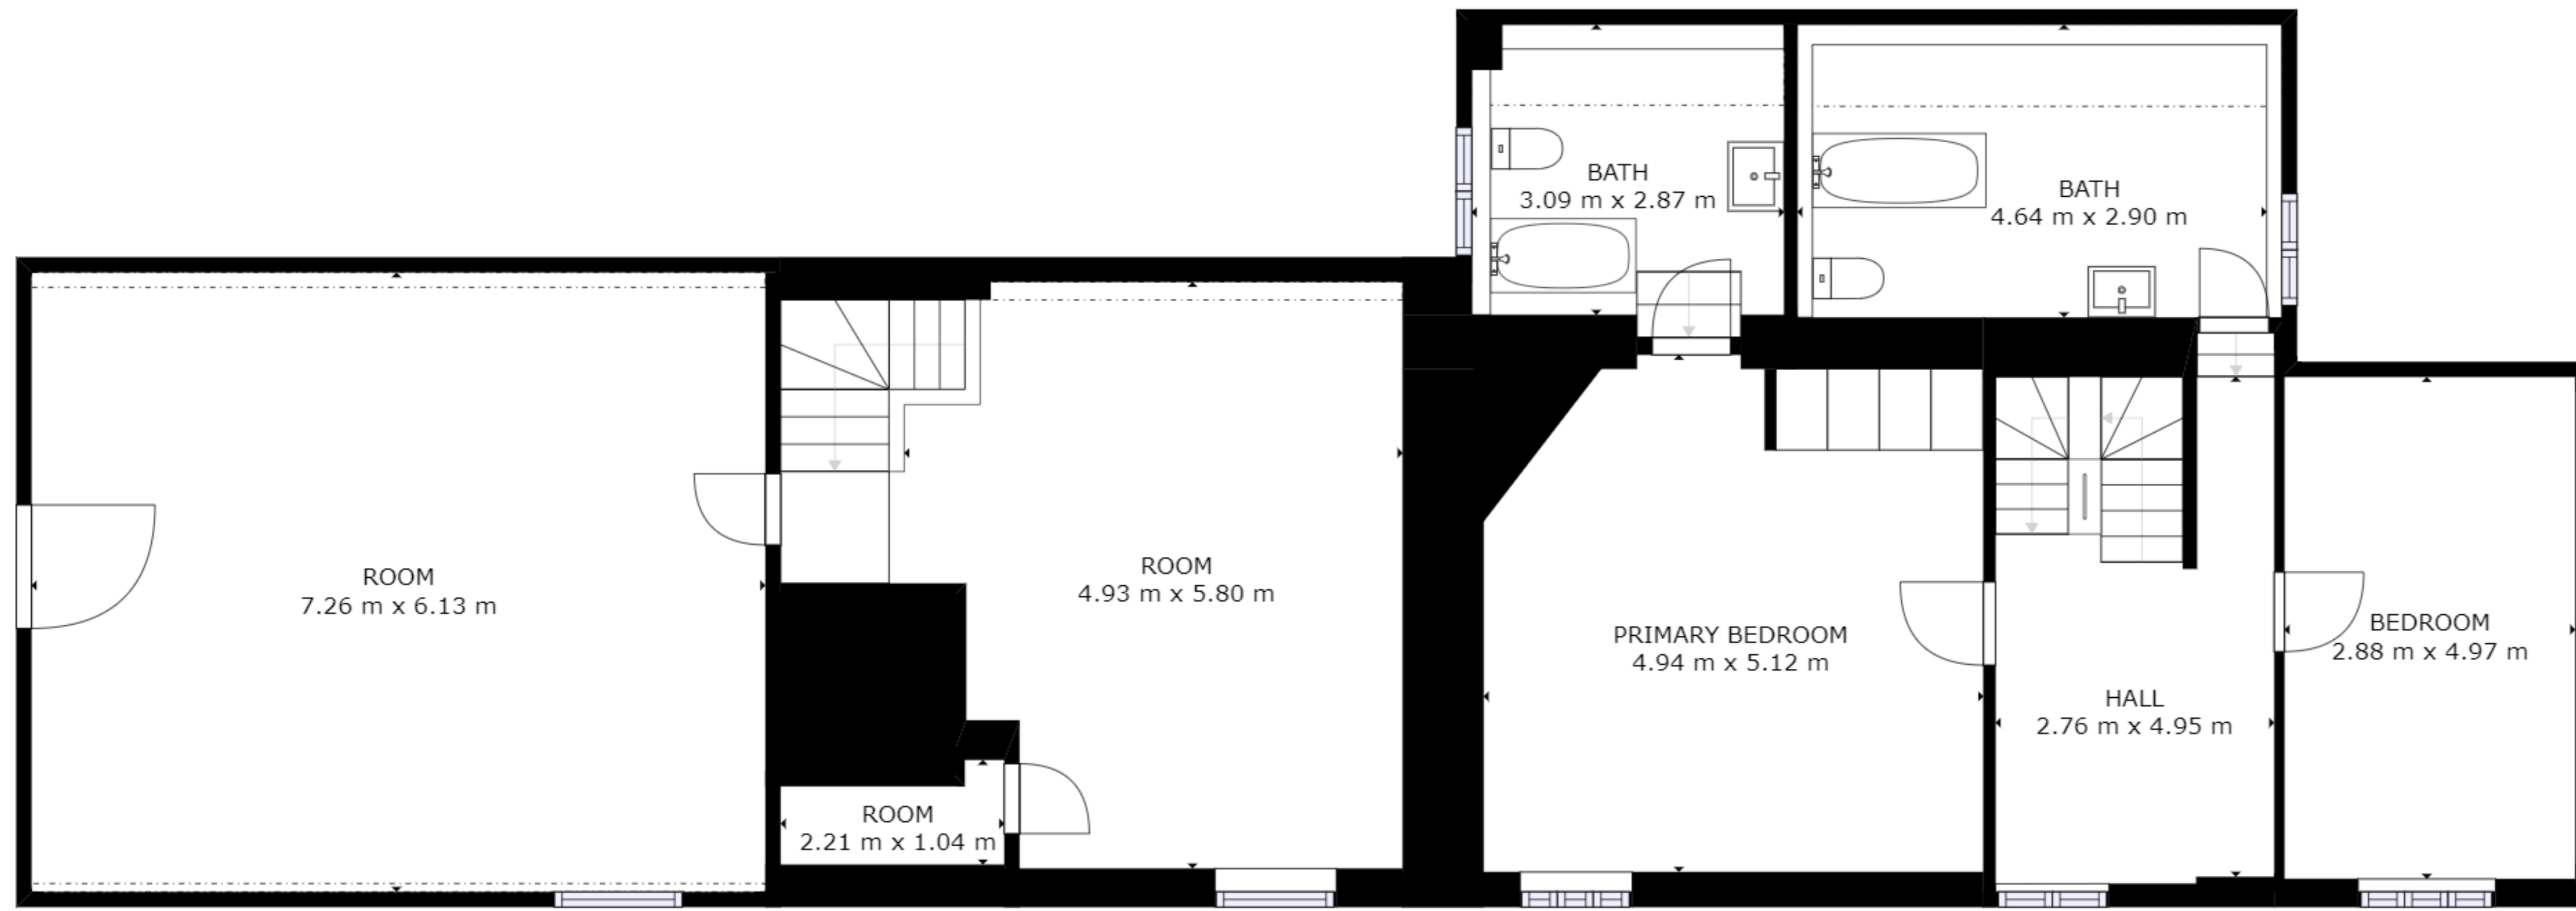 BATH
3.09 m x 2.87 m
BATH
4.64 m x 2.90 m
ROOM
7.26 m x 6.13 m
ROOM
4.93 m x 5.80 m
ROOM
2.21 m x 1.04 m
PRIMARY BEDROOM
4.94 m x 5.12 m
HALL
2.76 m x 4.95 m
BEDROOM
2.88 m x 4.97 m